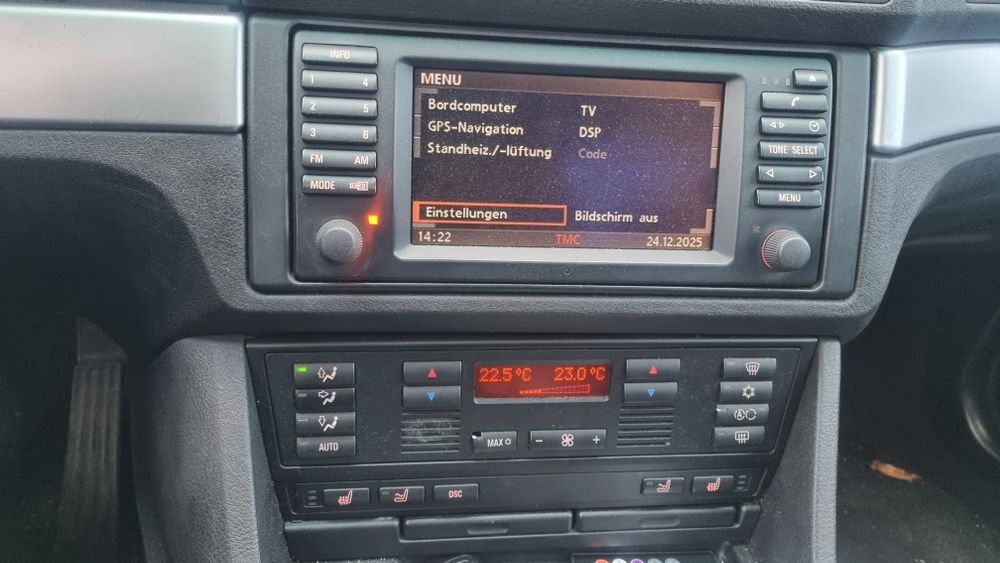 INFO
1 4
2 5
3 6
FM AM
MODE
MENU
Bordcomputer TV
GPS-Navigation DSP
Standheiz./-lüftung Code
Einstellungen Bildschirm aus
14:22 TMC 24.12.2025
TONE SELECT
MENU
22.5°C 23.0°C
AUTO
MAX
- +
A
DSC